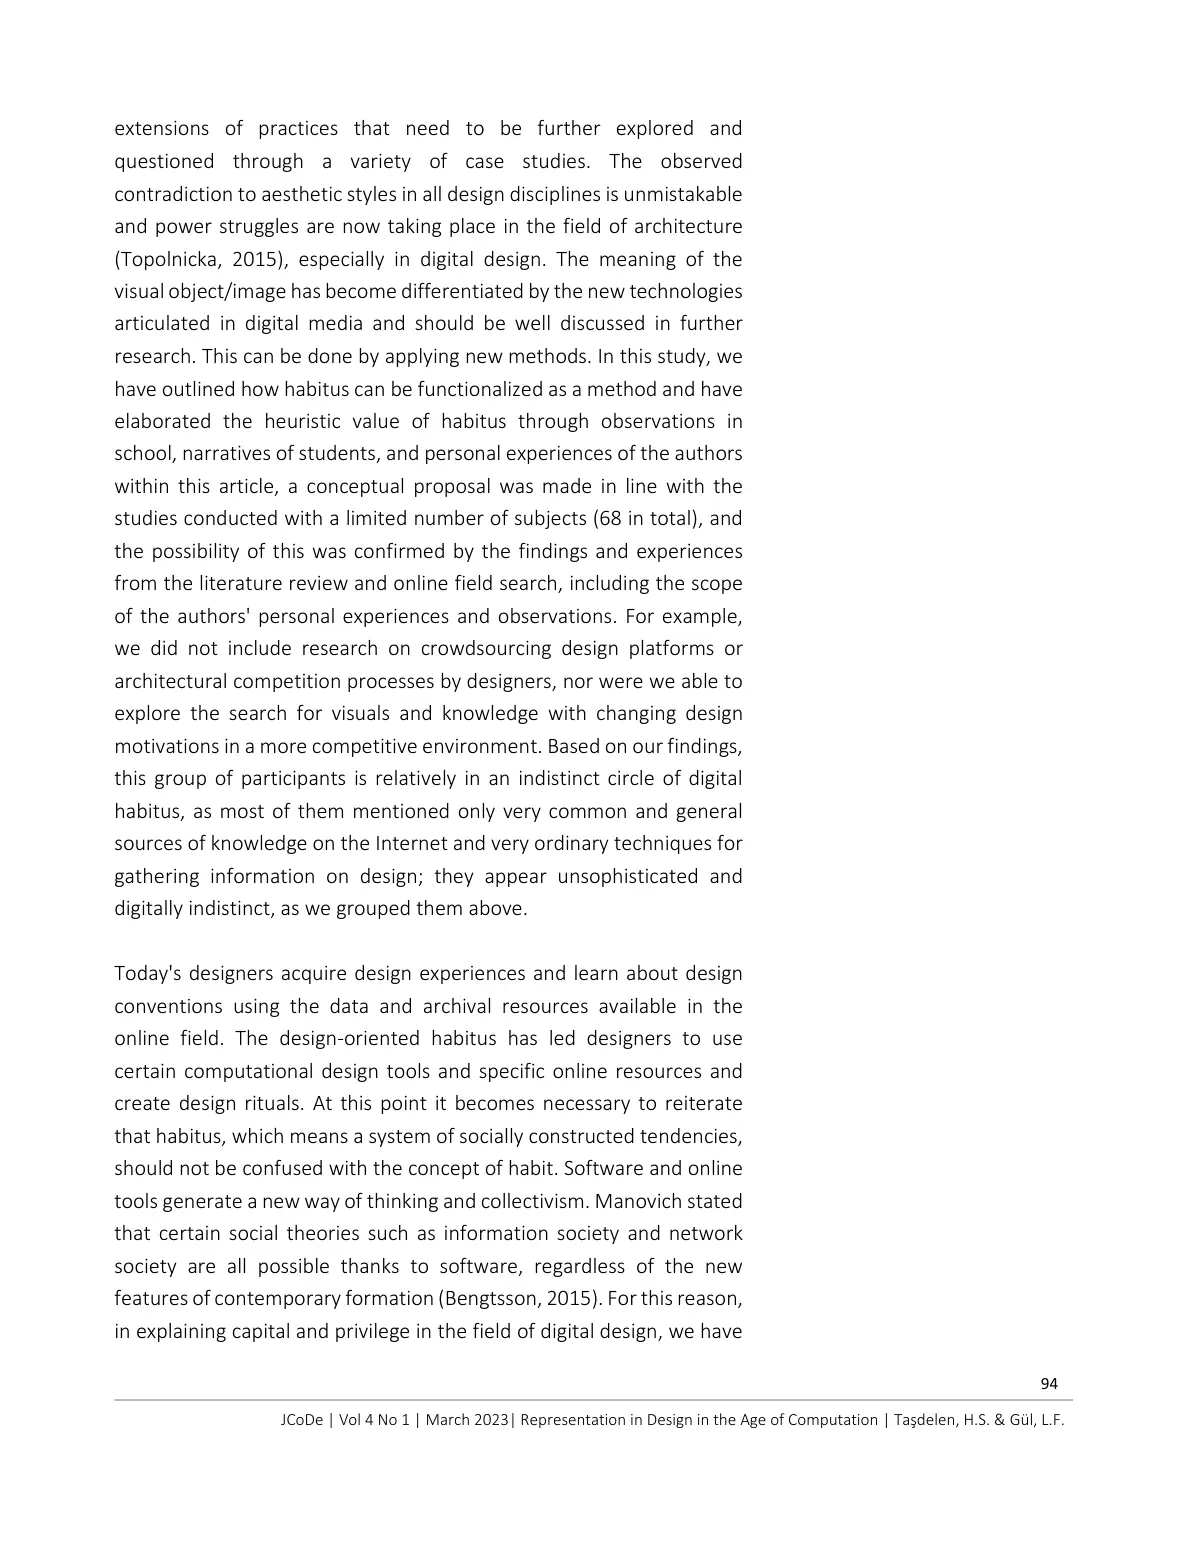 extensions of practices that need to be further explored and
questioned through a variety of case studies. The observed
contradiction to aesthetic styles in all design disciplines is unmistakable
and power struggles are now taking place in the field of architecture
(Topolnicka, 2015), especially in digital design. The meaning of the
visual object/image has become differentiated by the new technologies
articulated in digital media and should be well discussed in further
research. This can be done by applying new methods. In this study, we
have outlined how habitus can be functionalized as a method and have
elaborated the heuristic value of habitus through observations in
school, narratives of students, and personal experiences of the authors
within this article, a conceptual proposal was made in line with the
studies conducted with a limited number of subjects (68 in total), and
the possibility of this was confirmed by the findings and experiences
from the literature review and online field search, including the scope
of the authors' personal experiences and observations. For example,
we did not include research on crowdsourcing design platforms or
architectural competition processes by designers, nor were we able to
explore the search for visuals and knowledge with changing design
motivations in a more competitive environment. Based on our findings,
this group of participants is relatively in an indistinct circle of digital
habitus, as most of them mentioned only very common and general
sources of knowledge on the Internet and very ordinary techniques for
gathering information on design; they appear unsophisticated and
digitally indistinct, as we grouped them above.
Today's designers acquire design experiences and learn about design
conventions using the data and archival resources available in the
online field. The design-oriented habitus has led designers to use
certain computational design tools and specific online resources and
create design rituals. At this point it becomes necessary to reiterate
that habitus, which means a system of socially constructed tendencies,
should not be confused with the concept of habit. Software and online
tools generate a new way of thinking and collectivism. Manovich stated
that certain social theories such as information society and network
society are all possible thanks to software, regardless of the new
features of contemporary formation (Bengtsson, 2015). For this reason,
in explaining capital and privilege in the field of digital design, we have
94
JCoDe | Vol 4 No 1 | March 2023| Representation in Design in the Age of Computation | Taşdelen, H.S. & Gül, L.F.